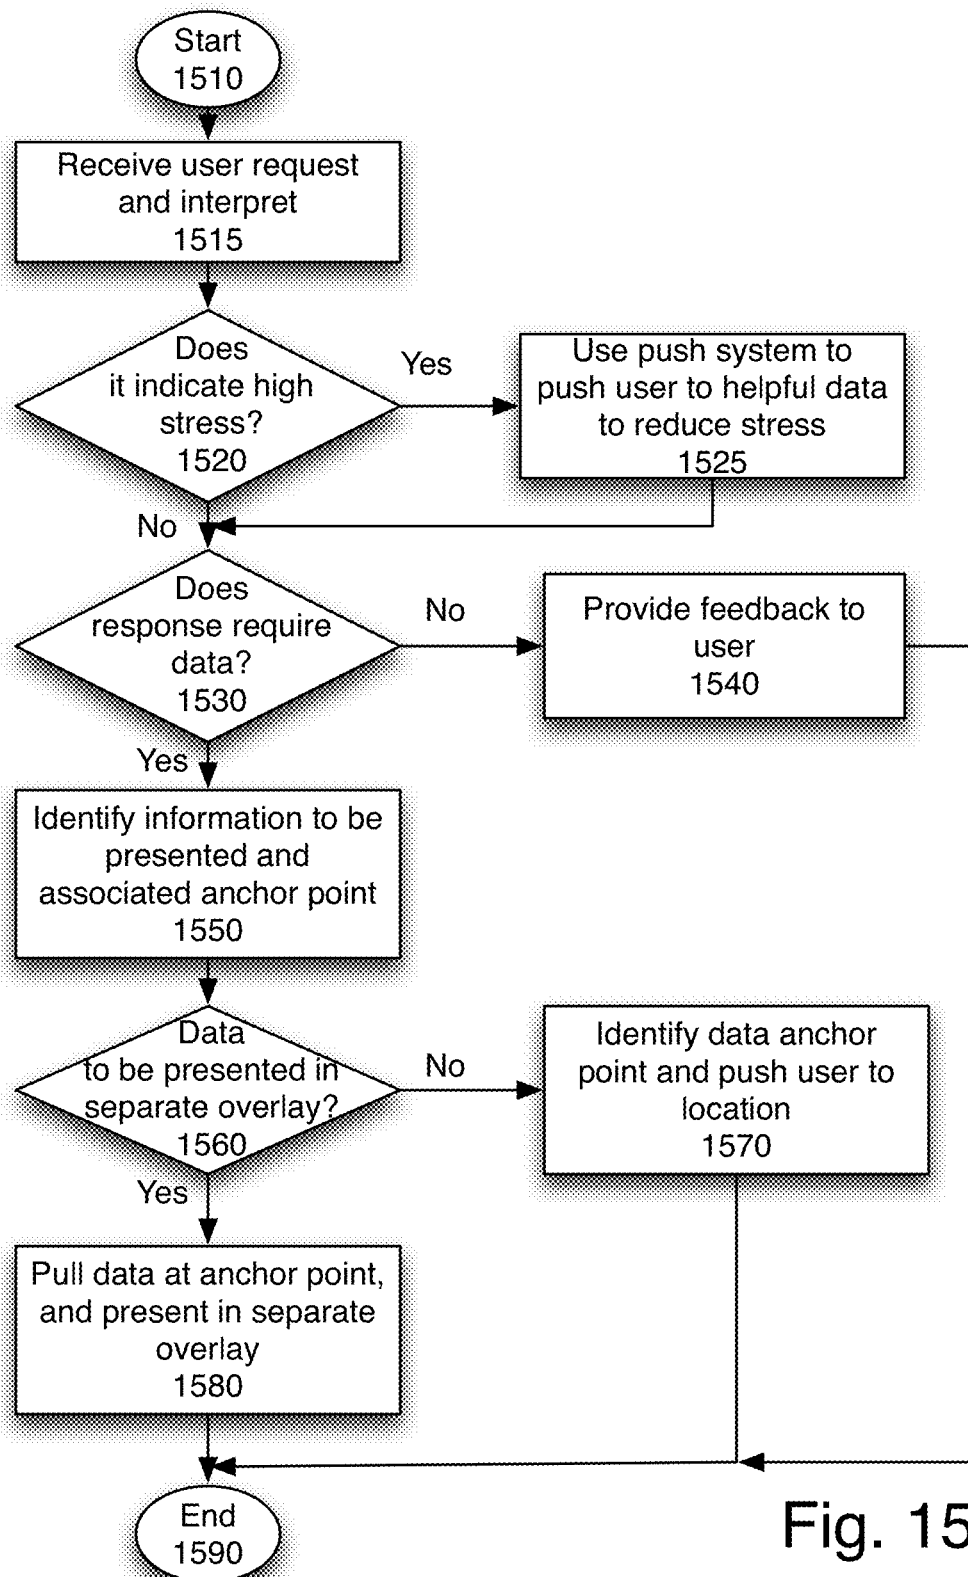 Start
1510
Receive user request
and interpret
1515
Does
it indicate high
stress?
1520
Yes
Use push system to
push user to helpful data
to reduce stress
1525
No
Does
response require
data?
1530
No
Provide feedback to
user
1540
Yes
Identify information to be
presented and
associated anchor point
1550
Data
to be presented in
separate overlay?
1560
No
Identify data anchor
point and push user to
location
1570
Yes
Pull data at anchor point,
and present in separate
overlay
1580
End
1590
Fig. 15